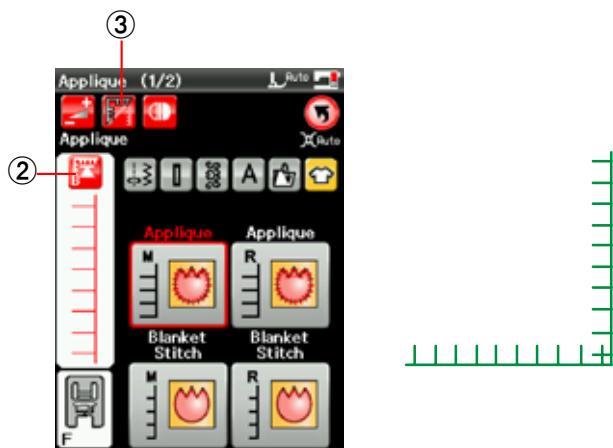 ③
Applique (1/2) Auto
Applique Auto
②
A
Applique Applique
M R
Blanket Stitch Blanket Stitch
M R
F